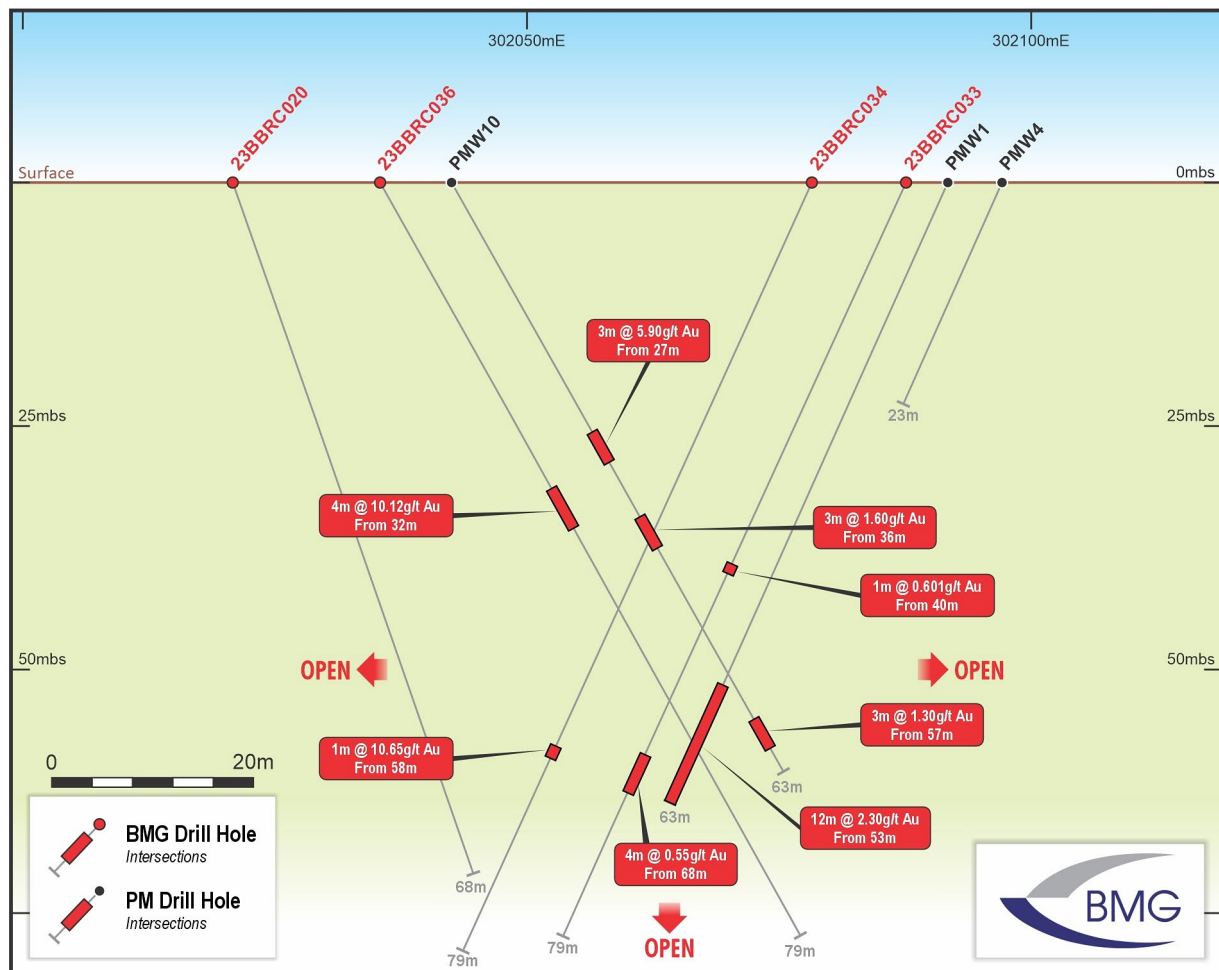 302050mE
302100mE
23BBRC020
23BBRC036
PMW10
23BBRC034
23BBRC033
PMW1
PMW4
Surface
0mbs
3m @ 5.90g/t Au
From 27m
23m
25mbs
25mbs
4m @ 10.12g/t Au
From 32m
3m @ 1.60g/t Au
From 36m
1m @ 0.601g/t Au
From 40m
OPEN
OPEN
50mbs
50mbs
3m @ 1.30g/t Au
From 57m
1m @ 10.65g/t Au
From 58m
0
20m
63m
63m
12m @ 2.30g/t Au
From 53m
4m @ 0.55g/t Au
From 68m
68m
OPEN
79m
79m
79m
BMG Drill Hole
Intersections
PM Drill Hole
Intersections
BMG